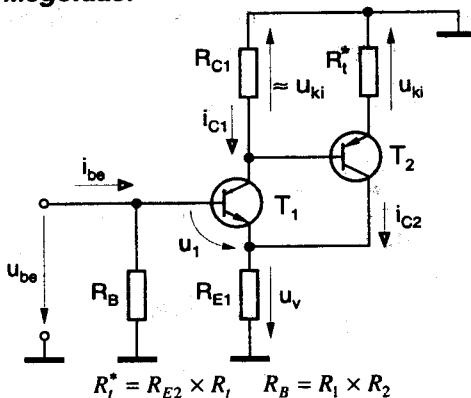 Megoldás:
R_C1
≈ u_ki
R_t^*
u_ki
i_C1
T_2
i_be
T_1
i_C2
u_1
u_be
R_B
R_E1
u_v
R_t^* = R_E2 × R_t R_B = R_1 × R_2